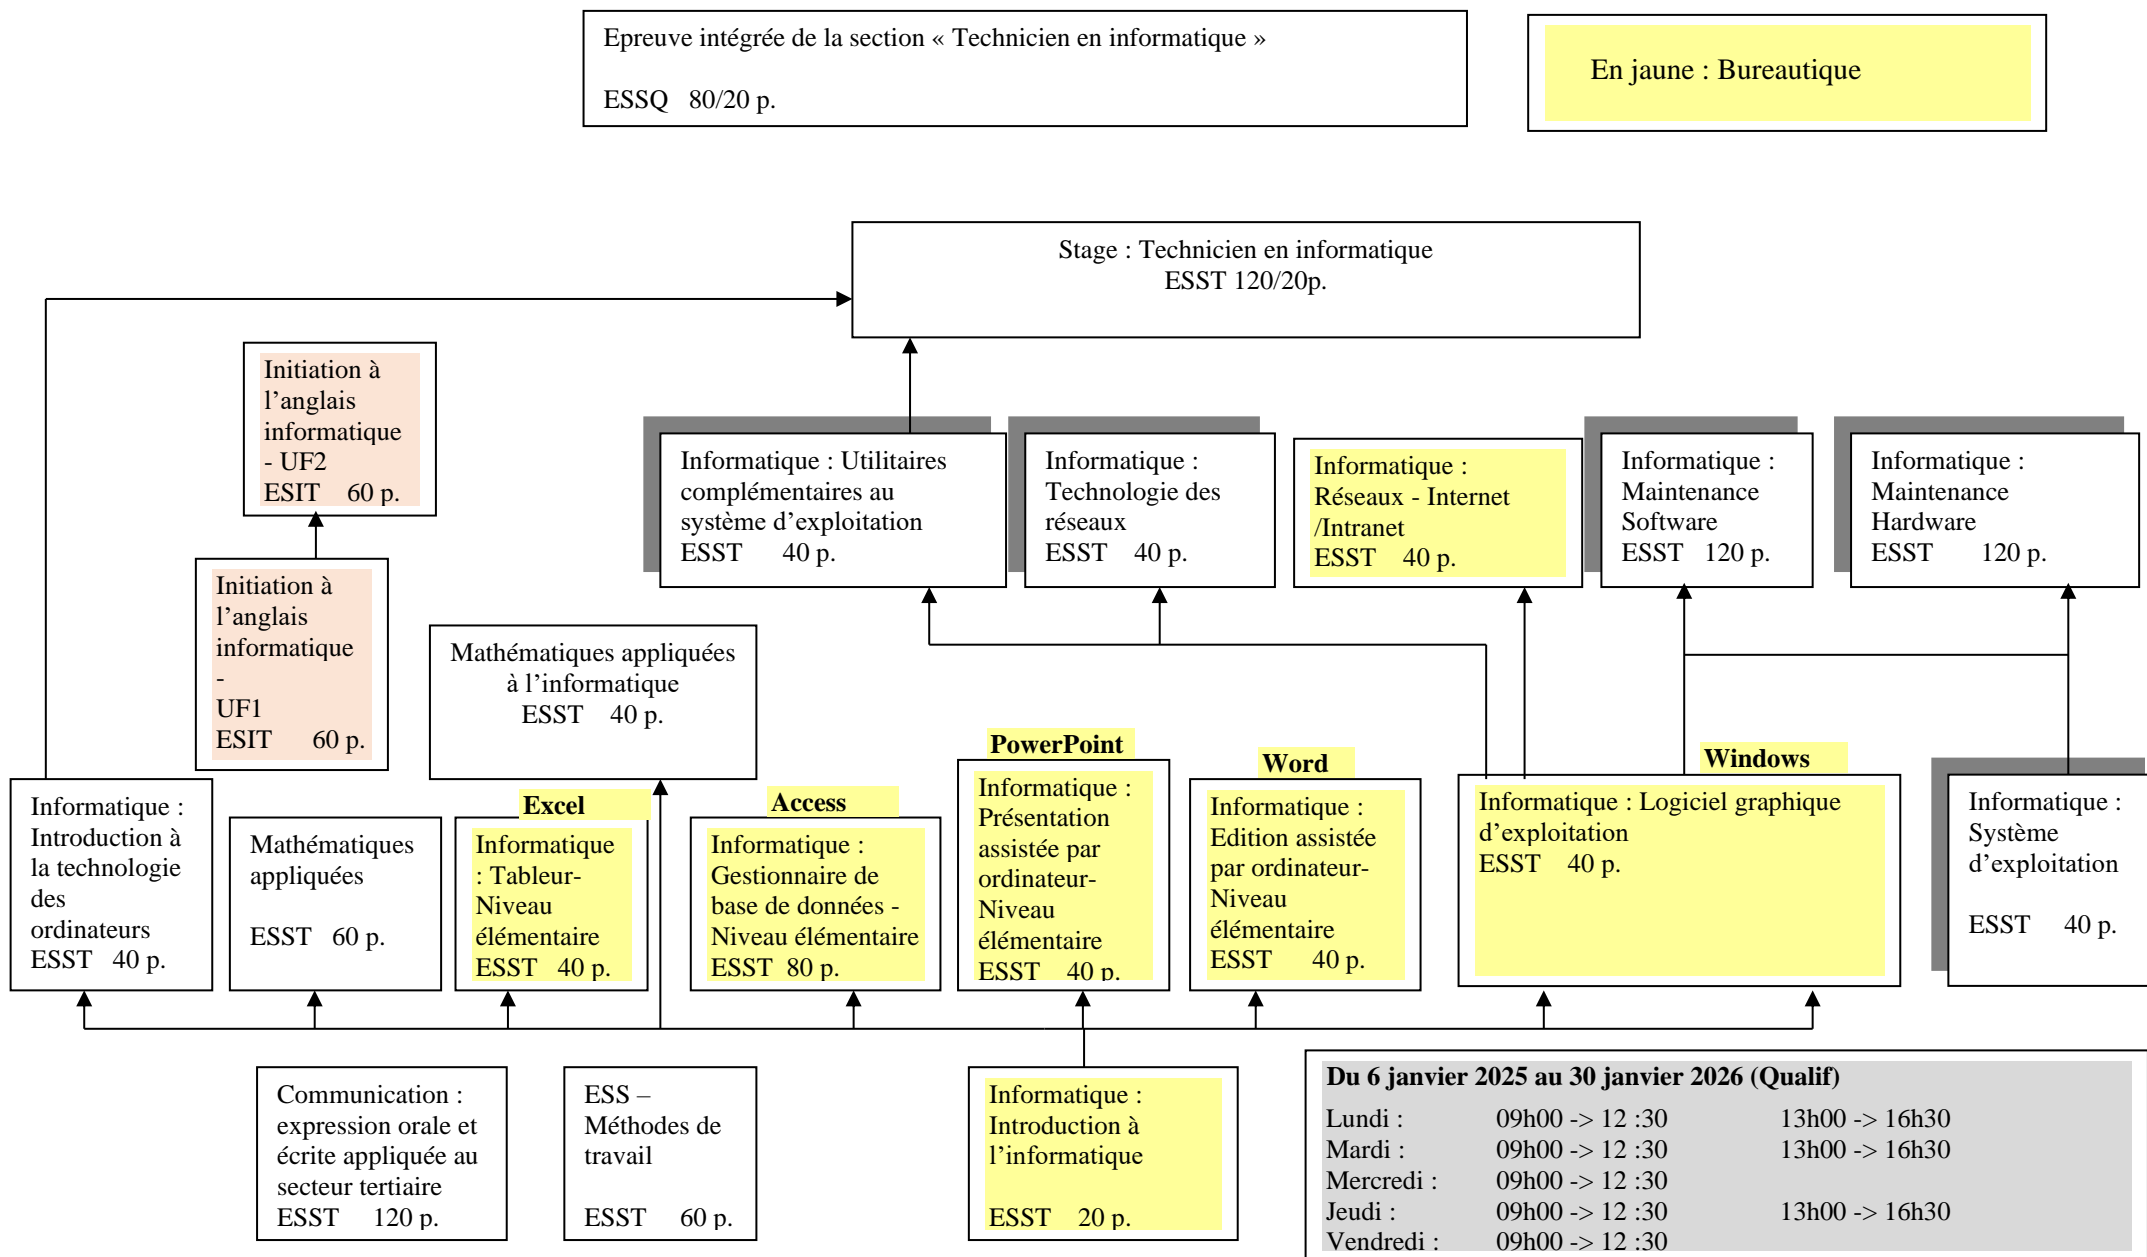 Epreuve intégrée de la section « Technicien en informatique »
ESSQ 80/20 p.
En jaune : Bureautique
Stage : Technicien en informatique
ESST 120/20p.
Initiation à
l’anglais
informatique
- UF2
ESIT 60 p.
Informatique : Utilitaires
complémentaires au
système d’exploitation
ESST 40 p.
Informatique :
Technologie des
réseaux
ESST 40 p.
Informatique :
Réseaux - Internet
/Intranet
ESST 40 p.
Informatique :
Maintenance
Software
ESST 120 p.
Informatique :
Maintenance
Hardware
ESST 120 p.
Initiation à
l’anglais
informatique
-
UF1
ESIT 60 p.
Mathématiques appliquées
à l’informatique
ESST 40 p.
Informatique :
Introduction à
la technologie
des
ordinateurs
ESST 40 p.
Mathématiques
appliquées
ESST 60 p.
Excel
Informatique
: Tableur-
Niveau
élémentaire
ESST 40 p.
Access
Informatique :
Gestionnaire de
base de données -
Niveau élémentaire
ESST 80 p.
PowerPoint
Informatique :
Présentation
assistée par
ordinateur-
Niveau
élémentaire
ESST 40 p.
Word
Informatique :
Edition assistée
par ordinateur-
Niveau
élémentaire
ESST 40 p.
Windows
Informatique : Logiciel graphique
d’exploitation
ESST 40 p.
Informatique :
Système
d’exploitation
ESST 40 p.
Communication :
expression orale et
écrite appliquée au
secteur tertiaire
ESST 120 p.
ESS –
Méthodes de
travail
ESST 60 p.
Informatique :
Introduction à
l’informatique
ESST 20 p.
Du 6 janvier 2025 au 30 janvier 2026 (Qualif)
Lundi : 09h00 -> 12 :30 13h00 -> 16h30
Mardi : 09h00 -> 12 :30 13h00 -> 16h30
Mercredi : 09h00 -> 12 :30
Jeudi : 09h00 -> 12 :30 13h00 -> 16h30
Vendredi : 09h00 -> 12 :30